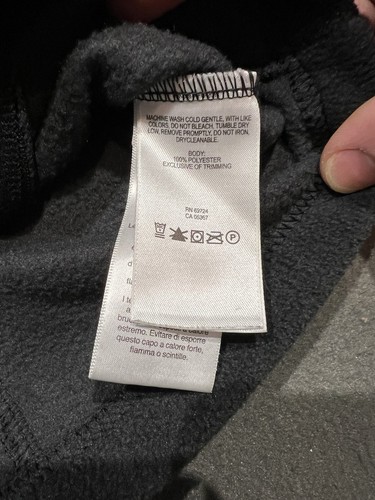 MACHINE WASH COLD GENTLE, WITH LIKE
COLORS, DO NOT BLEACH, TUMBLE DRY
LOW, REMOVE PROMPTLY, DO NOT IRON,
DRYCLEANABLE.
BODY:
100% POLYESTER
EXCLUSIVE OF TRIMMING
RN 69724
CA 05357
P
estremo. Evitare di esporre
questo capo a calore forte,
fiamma o scintille.